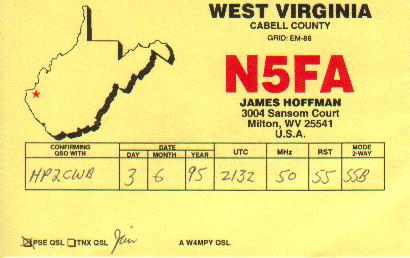 WEST VIRGINIA
CABELL COUNTY
GRID: EM-88
N5FA
JAMES HOFFMAN
3004 Sansom Court
Milton, WV 25541
U.S.A.
CONFIRMING QSO WITH DATE DAY MONTH YEAR UTC MHz RST MODE 2-WAY
HP2CWB 3 6 95 2132 50 55 SSB
PSE QSL TNX QSL Jim A W4MPY QSL